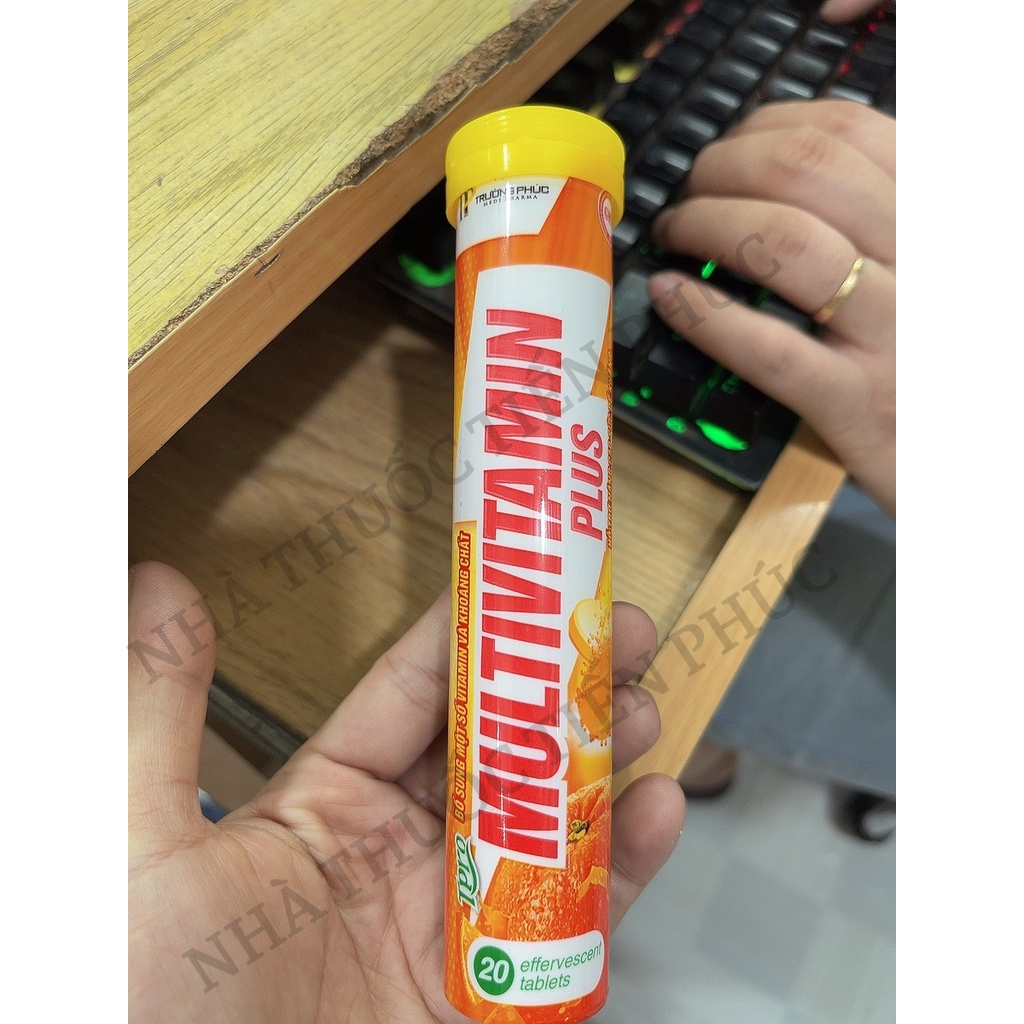 TRƯỜNG PHÚC
MEDI PHARMA
MULTIVITAMIN
PLUS
BỔ SUNG MỘT SỐ VITAMIN VÀ KHOÁNG CHẤT
Tpro
20 effervescent
tablets
NHÀ THUỐC TIẾN PHÚC
NHÀ THUỐC TIẾN PHÚC